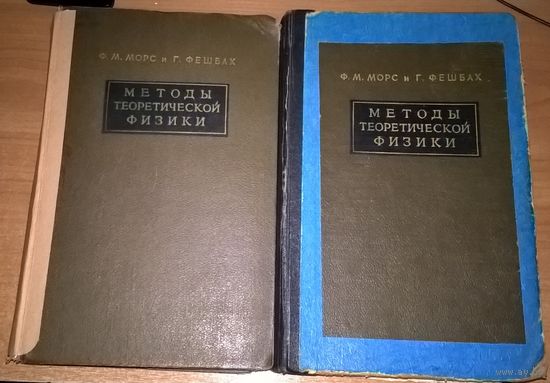 Ф. М. МОРС и Г. ФЕШБАХ
МЕТОДЫ
ТЕОРЕТИЧЕСКОЙ
ФИЗИКИ
Ф. М. МОРС и Г. ФЕШБАХ
МЕТОДЫ
ТЕОРЕТИЧЕСКОЙ
ФИЗИКИ